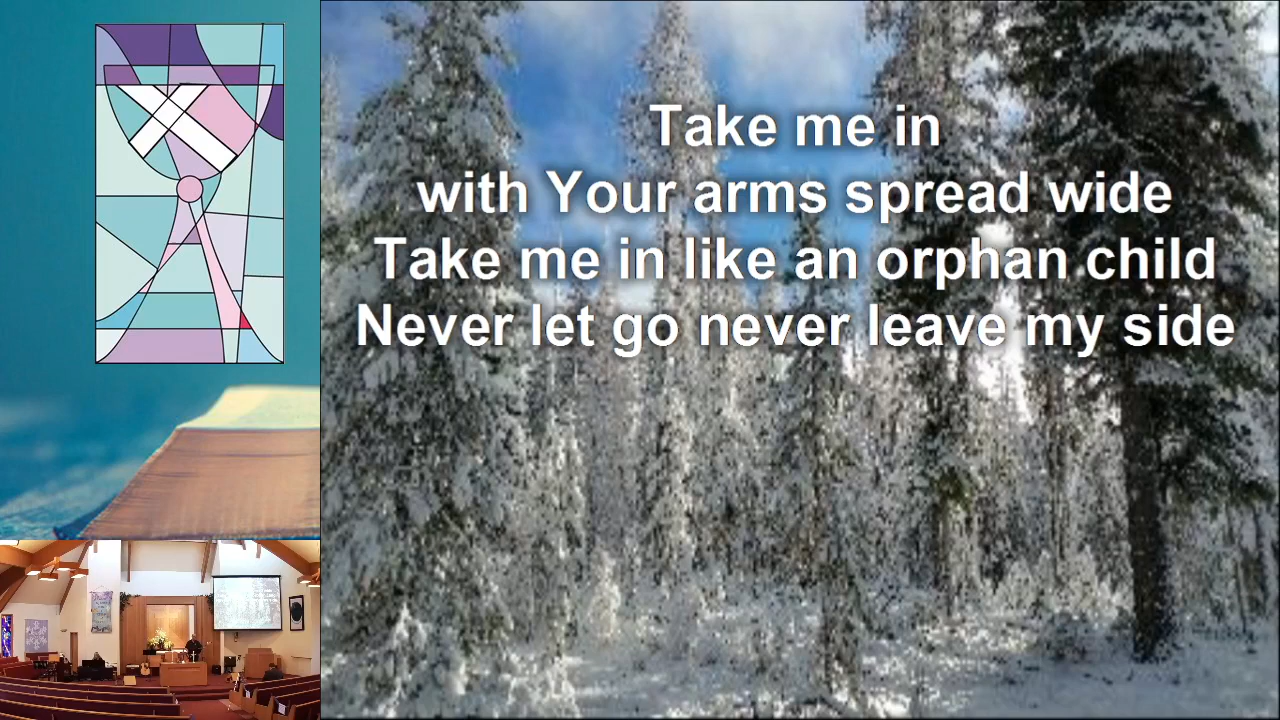 Take me in
with Your arms spread wide
Take me in like an orphan child
Never let go never leave my side